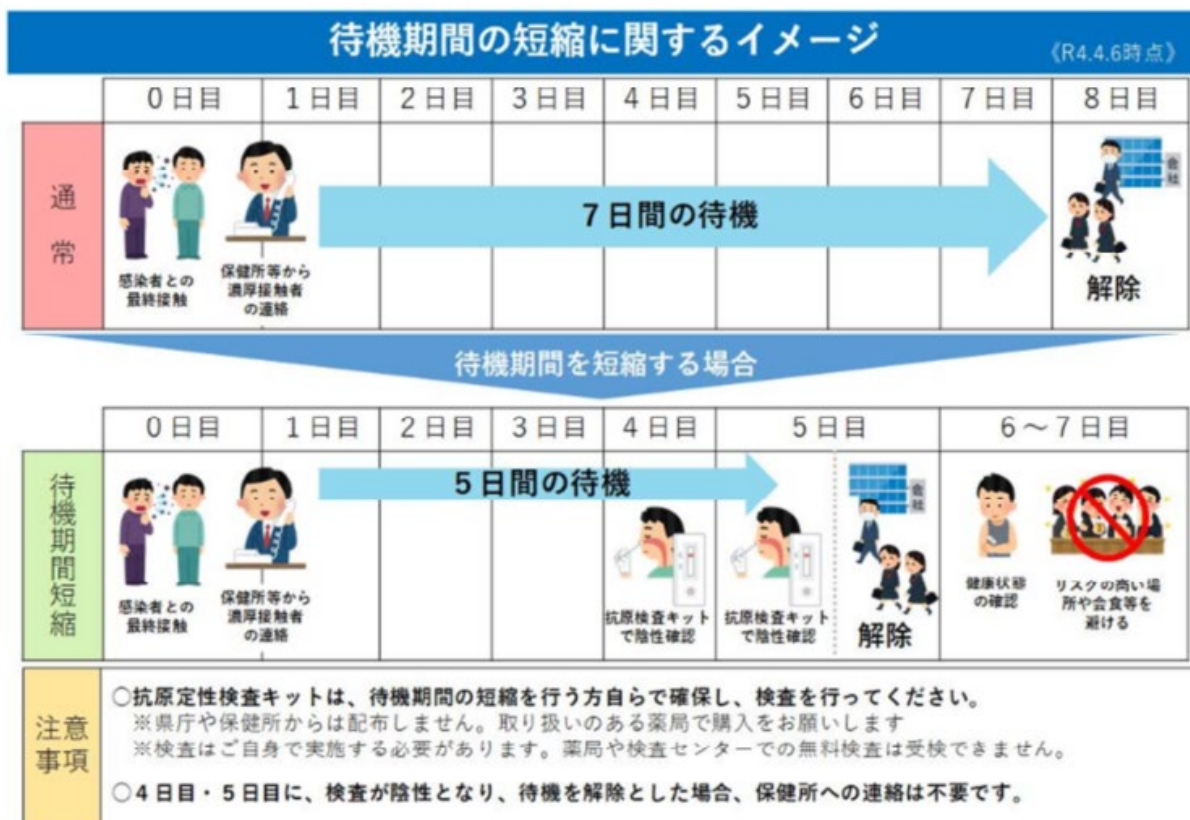 待機期間の短縮に関するイメージ
《R4.4.6時点》
0日目 1日目 2日目 3日目 4日目 5日目 6日目 7日目 8日目
通常
感染者との
最終接触
保健所等から
濃厚接触者
の連絡
7日間の待機
会社
解除
待機期間を短縮する場合
0日目 1日目 2日目 3日目 4日目 5日目 6～7日目
待機期間短縮
感染者との
最終接触
保健所等から
濃厚接触者
の連絡
5日間の待機
抗原検査キット
で陰性確認
抗原検査キット
で陰性確認
会社
解除
健康状態
の確認
リスクの高い場
所や会食等を
避ける
注意
事項
○抗原定性検査キットは、待機期間の短縮を行う方自らで確保し、検査を行ってください。
※県庁や保健所からは配布しません。取り扱いのある薬局で購入をお願いします
※検査はご自身で実施する必要があります。薬局や検査センターでの無料検査は受検できません。
○4日目・5日目に、検査が陰性となり、待機を解除とした場合、保健所への連絡は不要です。